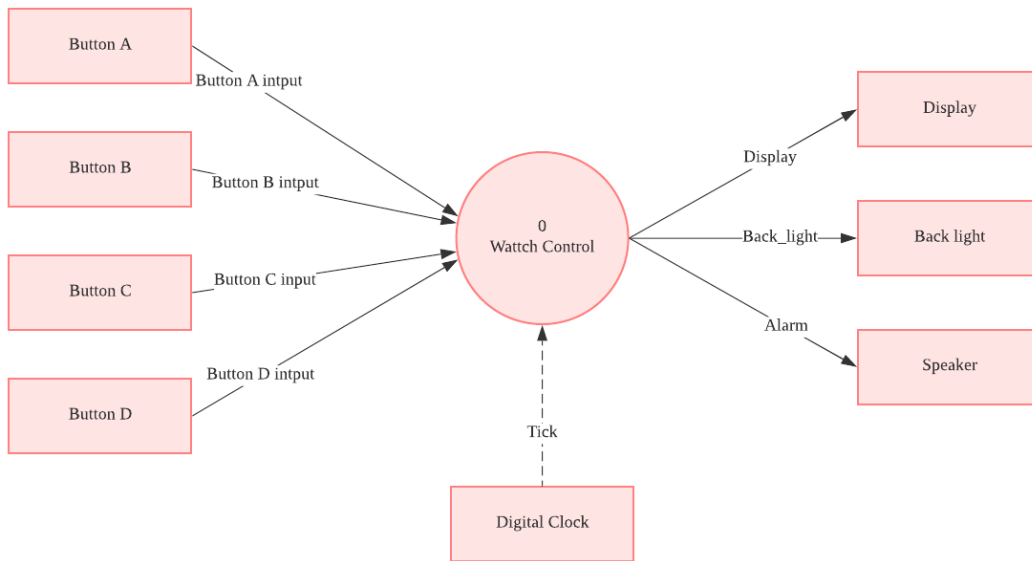 Button A
Button A intput
Button B
Button B intput
Button C
Button C input
Button D
Button D intput
0
Wattch Control
Tick
Digital Clock
Display
Display
Back_light
Back light
Alarm
Speaker